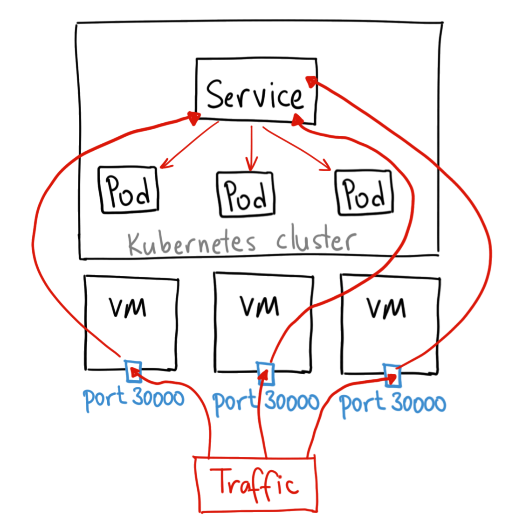 Service
Pod Pod Pod
Kubernetes cluster
VM VM VM
port 30000 port 30000 port 30000
Traffic